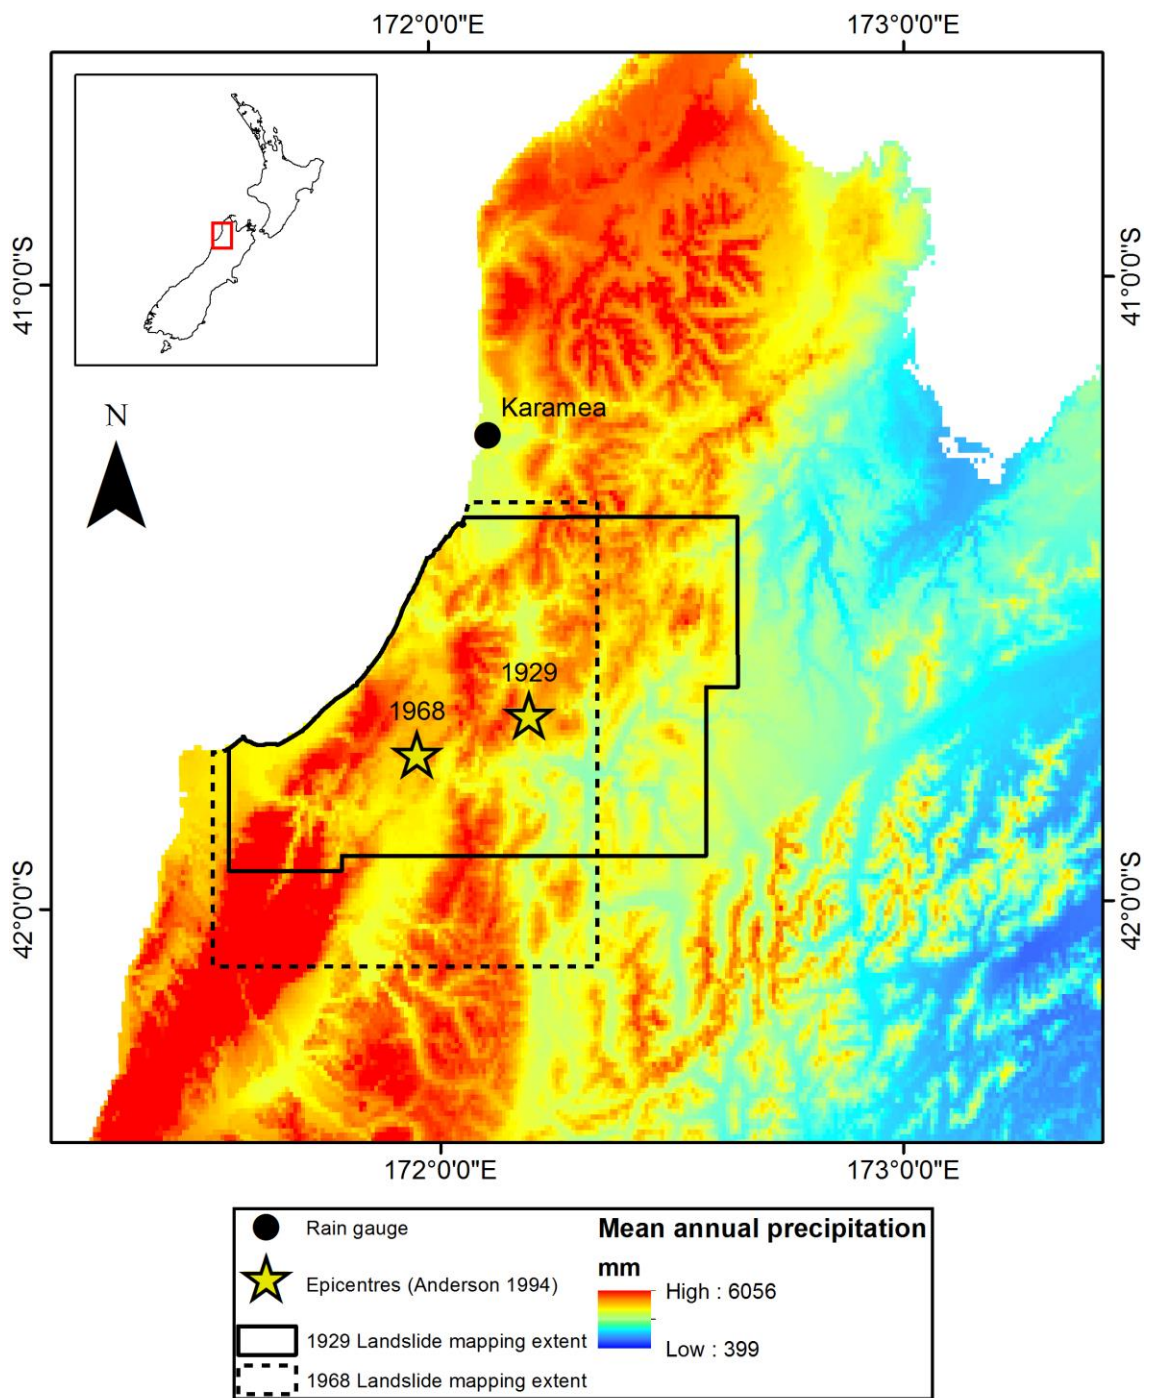 172°0'0"E
173°0'0"E
41°0'0"S
41°0'0"S
N
Karamea
1929
1968
42°0'0"S
42°0'0"S
172°0'0"E
173°0'0"E
Rain gauge
Epicentres (Anderson 1994)
1929 Landslide mapping extent
1968 Landslide mapping extent
Mean annual precipitation
mm
High : 6056
Low : 399